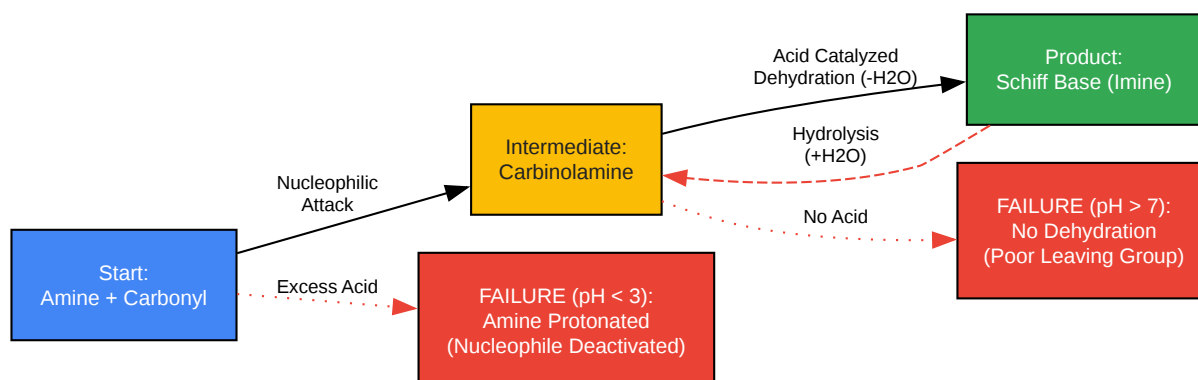 Start:
Amine + Carbonyl
Nucleophilic
Attack
Excess Acid
Intermediate:
Carbinolamine
FAILURE (pH < 3):
Amine Protonated
(Nucleophile Deactivated)
Acid Catalyzed
Dehydration (-H2O)
Hydrolysis
(+H2O)
No Acid
Product:
Schiff Base (Imine)
FAILURE (pH > 7):
No Dehydration
(Poor Leaving Group)